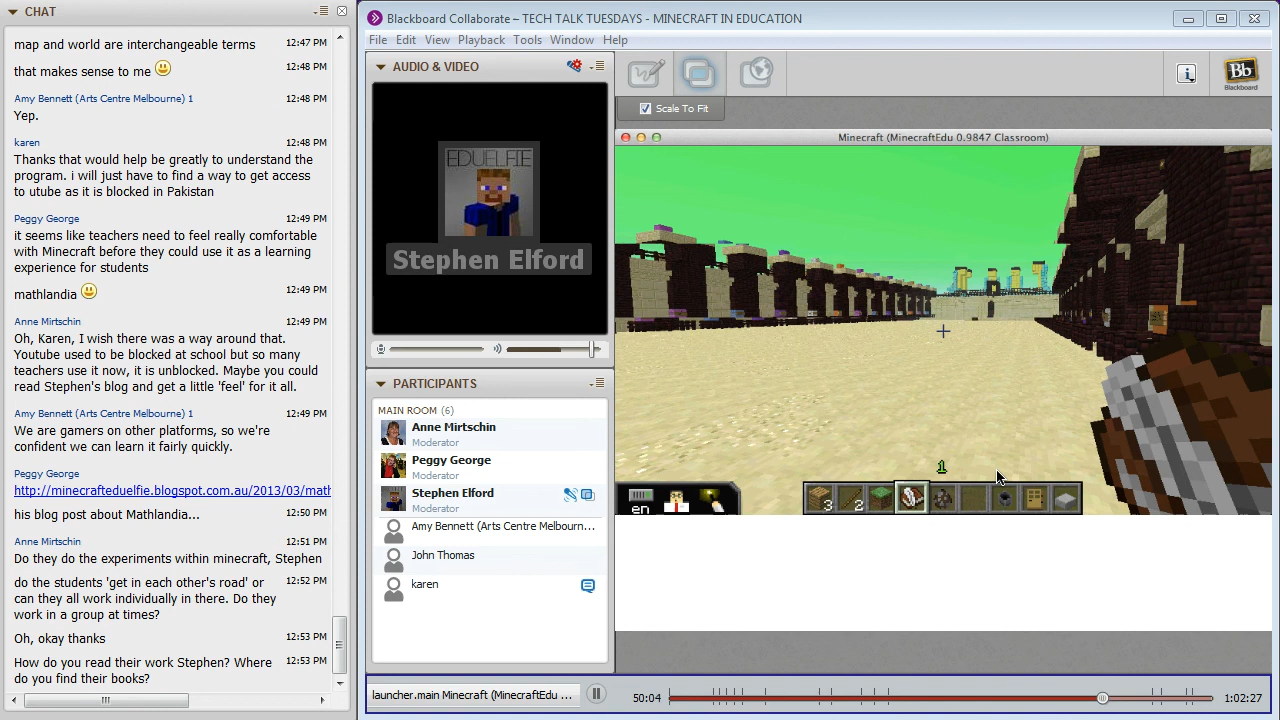 CHAT
map and world are interchangeable terms 12:47 PM
that makes sense to me 12:48 PM
Amy Bennett (Arts Centre Melbourne) 1 12:48 PM
Yep.
karen 12:48 PM
Thanks that would help be greatly to understand the
program. i will just have to find a way to get access
to utube as it is blocked in Pakistan
Peggy George 12:49 PM
it seems like teachers need to feel really comfortable
with Minecraft before they could use it as a learning
experience for students
mathlandia 12:49 PM
Anne Mirtschin 12:49 PM
Oh, Karen, I wish there was a way around that.
Youtube used to be blocked at school but so many
teachers use it now, it is unblocked. Maybe you could
read Stephen's blog and get a little 'feel' for it all.
Amy Bennett (Arts Centre Melbourne) 1 12:49 PM
We are gamers on other platforms, so we're
confident we can learn it fairly quickly.
Peggy George
http://minecrafteduelfie.blogspot.com.au/2013/03/math
his blog post about Mathlandia... 12:50 PM
Anne Mirtschin 12:51 PM
Do they do the experiments within minecraft, Stephen
do the students 'get in each other's road' or 12:52 PM
can they all work individually in there. Do they
work in a group at times?
Oh, okay thanks 12:53 PM
How do you read their work Stephen? Where 12:53 PM
do you find their books?
Blackboard Collaborate – TECH TALK TUESDAYS - MINECRAFT IN EDUCATION
File Edit View Playback Tools Window Help
AUDIO & VIDEO
EDUELFIE
Stephen Elford
PARTICIPANTS
MAIN ROOM (6)
Anne Mirtschin
Moderator
Peggy George
Moderator
Stephen Elford
Moderator
Amy Bennett (Arts Centre Melbourn...
John Thomas
karen
Bb
Blackboard
Scale To Fit
Minecraft (MinecraftEdu 0.9847 Classroom)
1
en
3 2
launcher.main Minecraft (MinecraftEdu ... 50:04 1:02:27